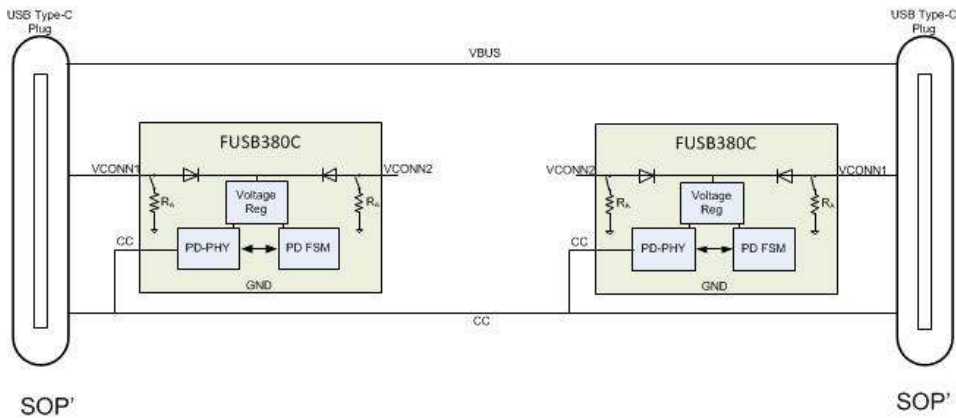 USB Type-C
Plug
USB Type-C
Plug
VBUS
FUSB380C
FUSB380C
VCONN1
VCONN2
VCONN2
VCONN1
Voltage
Reg
Voltage
Reg
RA
RA
RA
RA
CC
PD-PHY
PD FSM
CC
PD-PHY
PD FSM
GND
GND
CC
SOP'
SOP'